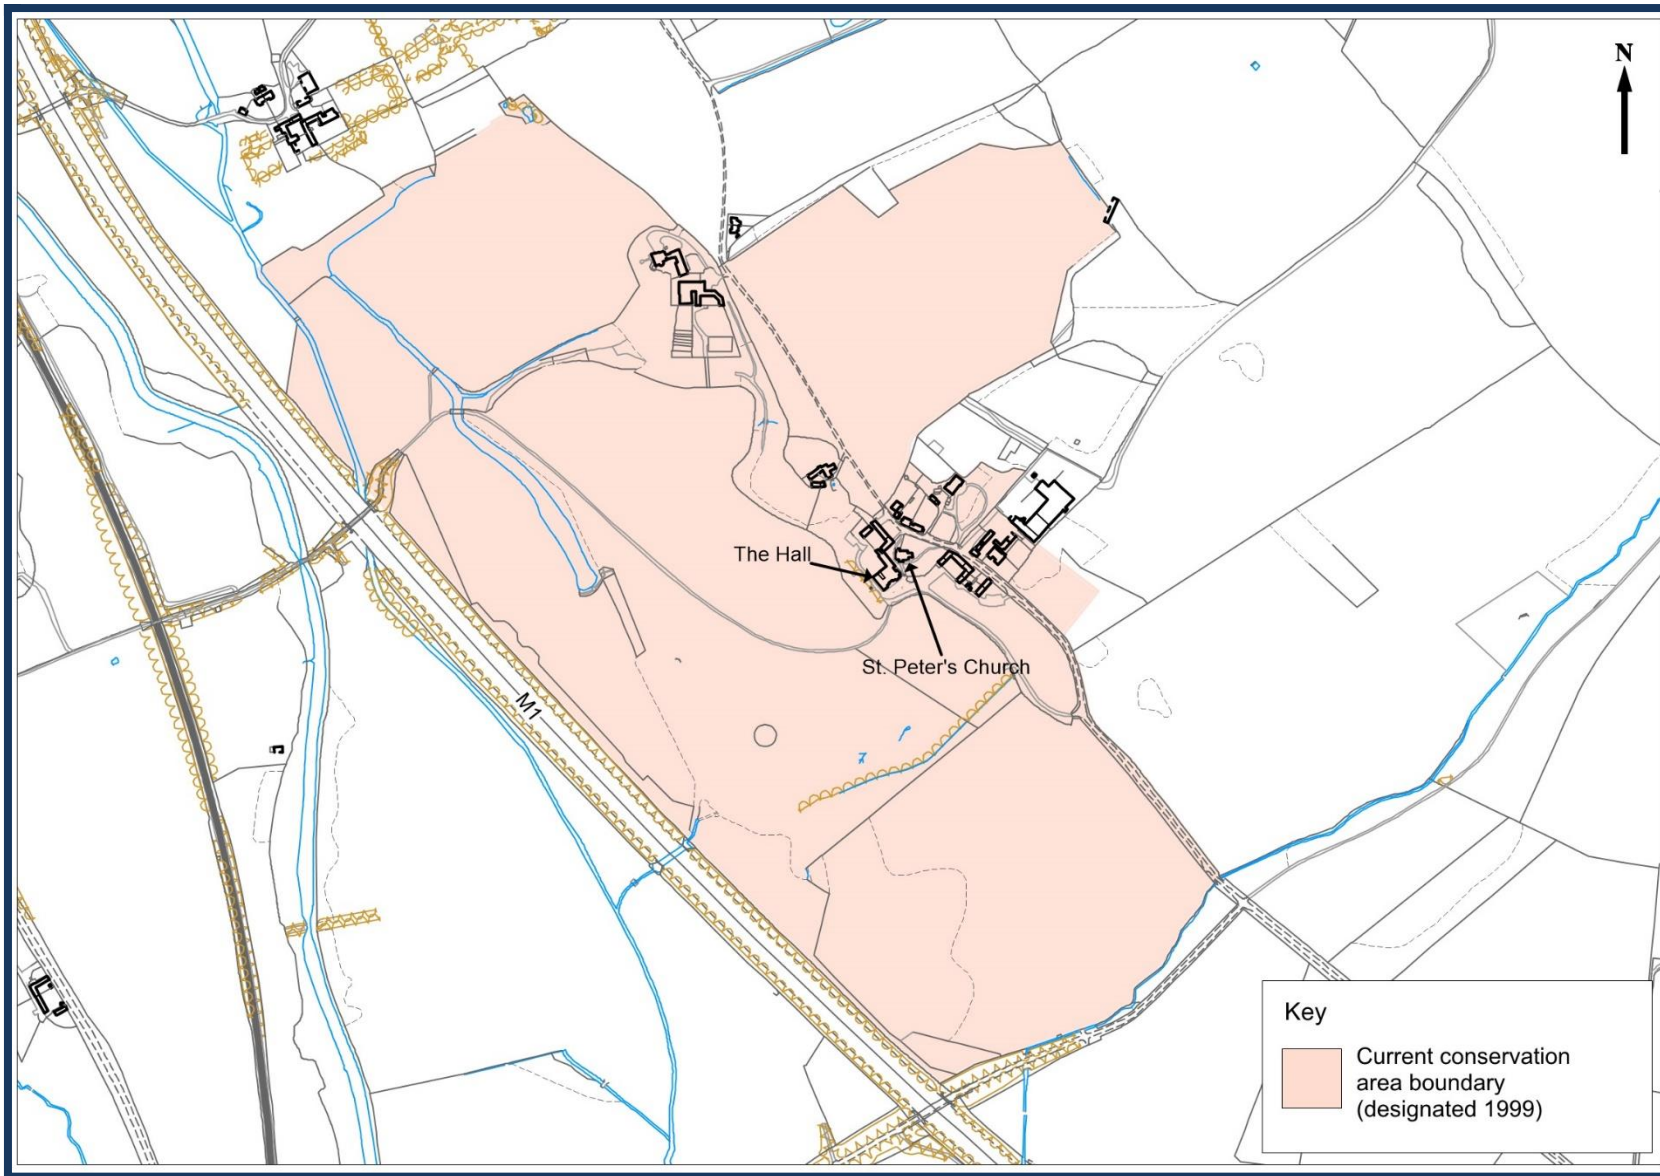 N
The Hall
St. Peter's Church
M1
Key
Current conservation
area boundary
(designated 1999)